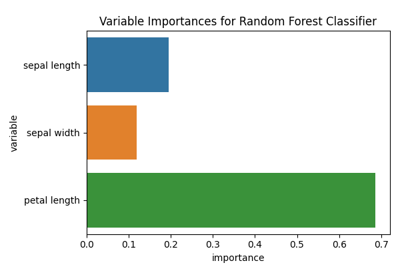 Variable Importances for Random Forest Classifier
sepal length
sepal width
petal length
variable
0.0 0.1 0.2 0.3 0.4 0.5 0.6 0.7
importance